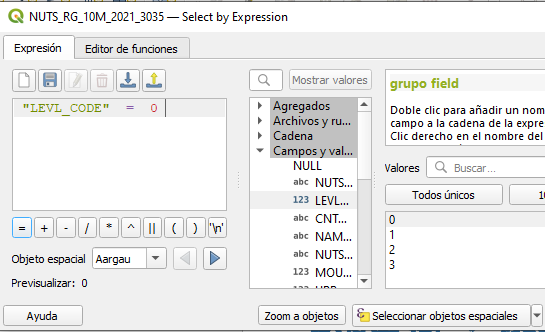 NUTS_RG_10M_2021_3035 — Select by Expression
Expresión
Editor de funciones
"LEVL_CODE" = 0
= + - / * ^ || ( ) '\n'
Objeto espacial
Aargau
Previsualizar: 0
Mostrar valores
Agregados
Archivos y ru...
Cadena
Campos y val...
NULL
abc NUTS...
123 LEVL...
abc CNT...
abc NAM...
abc NUTS...
123 MOU...
grupo field
Doble clic para añadir un nom
campo a la cadena de la expre
Clic derecho en el nombre del
Valores
Buscar...
Todos únicos
0
1
2
3
Ayuda
Zoom a objetos
Seleccionar objetos espaciales